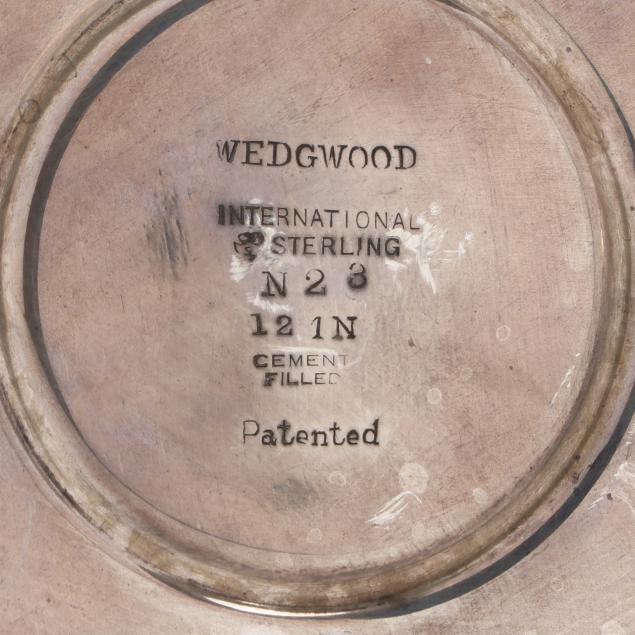 WEDGWOOD
INTERNATIONAL
STERLING
N 2 3
12 1N
CEMENT
FILLED
Patented